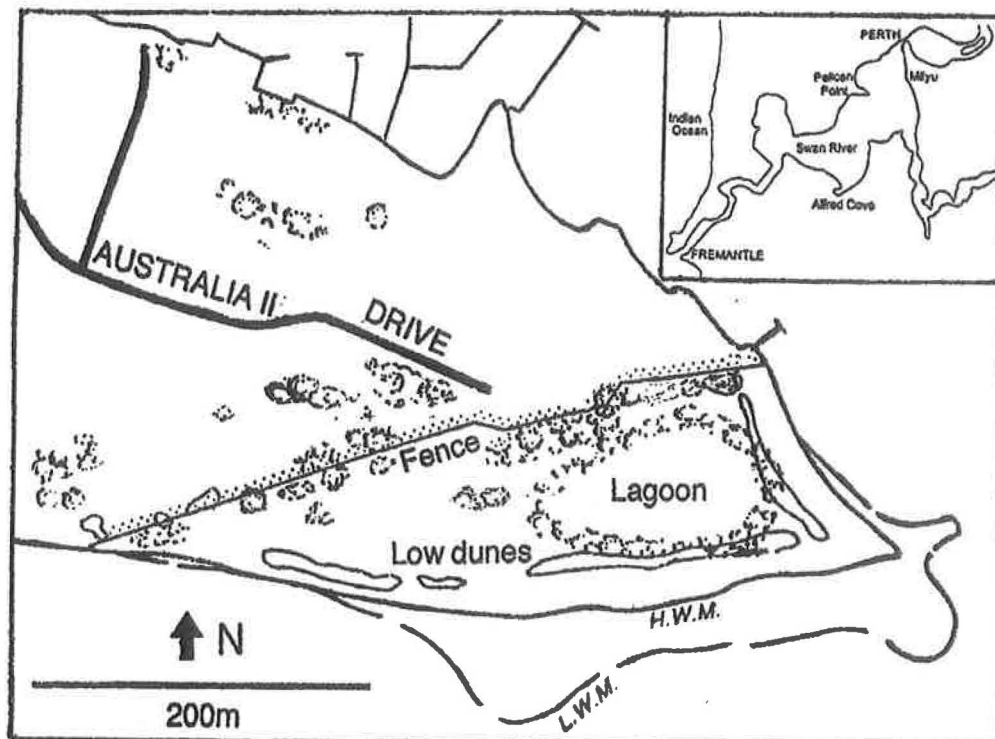 PERTH
Pelican
Point
Milyu
Indian
Ocean
Swan River
Alfred Cove
FREMANTLE
AUSTRALIA II
DRIVE
Fence
Lagoon
Low dunes
H.W.M.
L.W.M.
N
200m